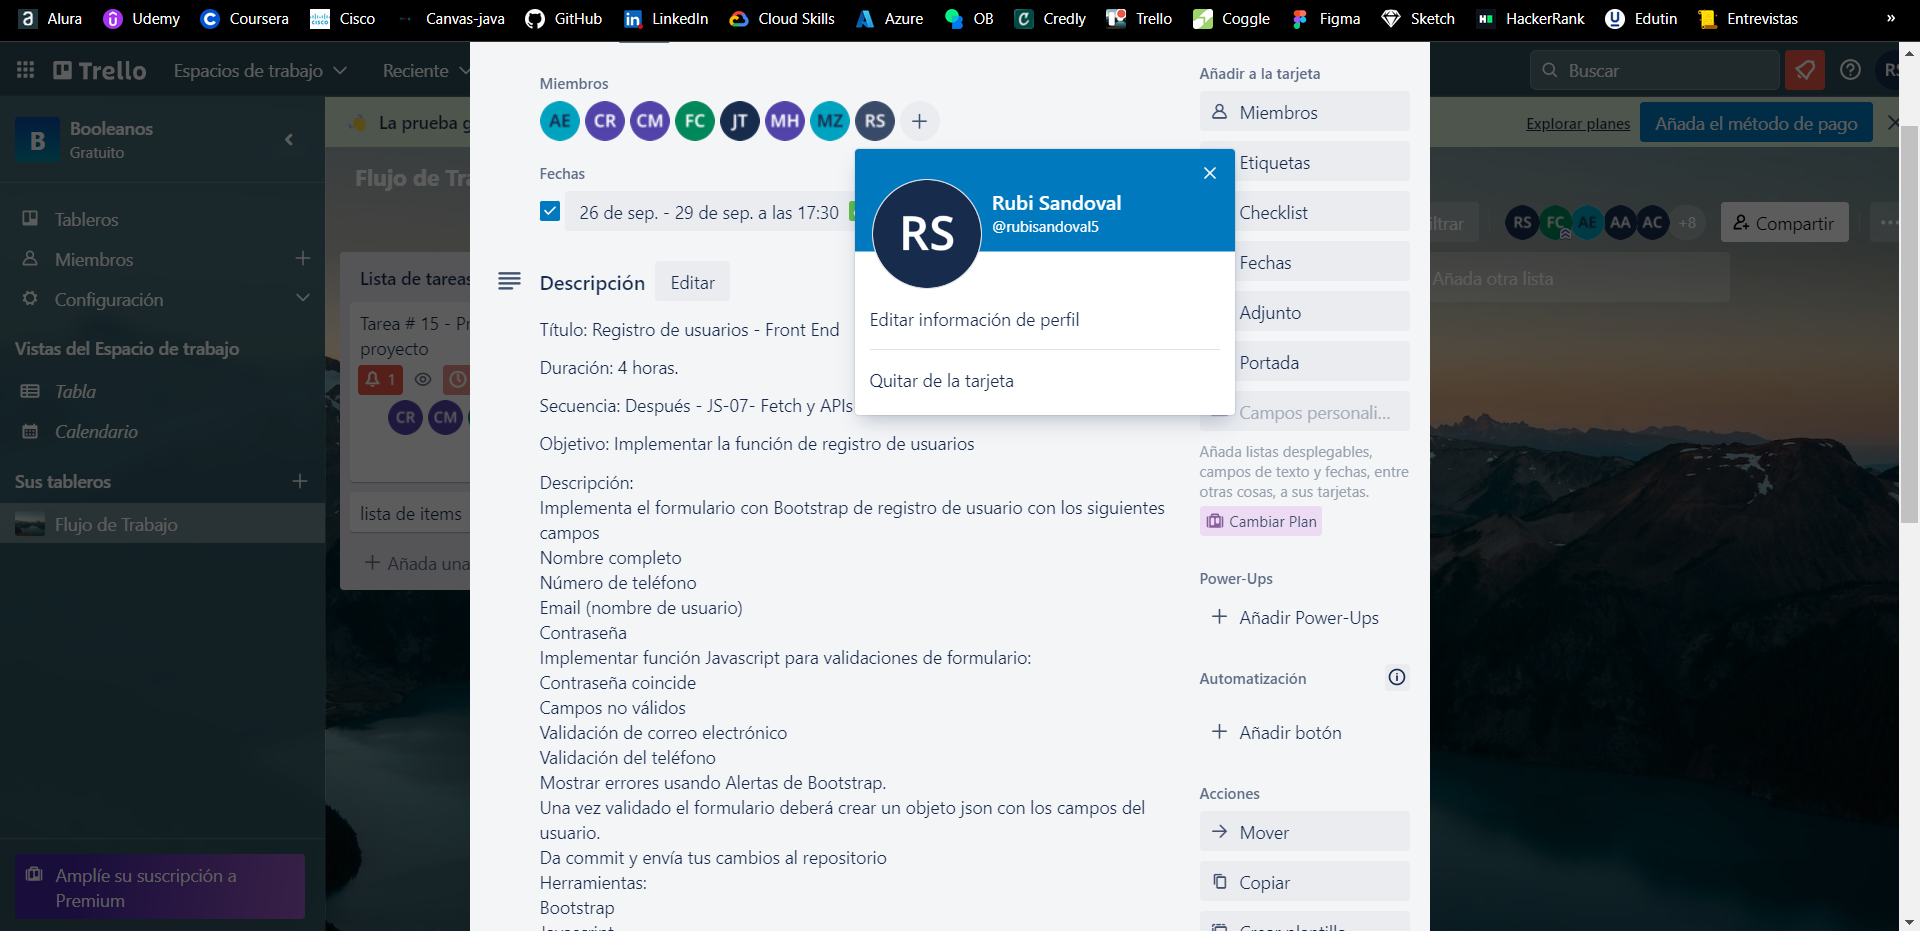 Alura Udemy Coursera Cisco Canvas-java GitHub LinkedIn Cloud Skills Azure OB Credly Trello Coggle Figma Sketch HackerRank Edutin Entrevistas »
Trello Espacios de trabajo Reciente
Buscar
RS
B
Booleanos
Gratuito
Tableros
Miembros
Configuración
Vistas del Espacio de trabajo
Tabla
Calendario
Sus tableros
Flujo de Trabajo
Amplíe su suscripción a
Premium
La prueba g
Explorar planes
Añada el método de pago
Flujo de Tra
iltrar
RS FC AE AA AC +8
Compartir
Lista de tareas
Tarea # 15 - Pr
proyecto
1
CR CM
lista de items
Añada una
Añada otra lista
Miembros
AE CR CM FC JT MH MZ RS
Fechas
26 de sep. - 29 de sep. a las 17:30
Descripción
Editar
Título: Registro de usuarios - Front End
Duración: 4 horas.
Secuencia: Después - JS-07- Fetch y APIs
Objetivo: Implementar la función de registro de usuarios
Descripción:
Implementa el formulario con Bootstrap de registro de usuario con los siguientes
campos
Nombre completo
Número de teléfono
Email (nombre de usuario)
Contraseña
Implementar función Javascript para validaciones de formulario:
Contraseña coincide
Campos no válidos
Validación de correo electrónico
Validación del teléfono
Mostrar errores usando Alertas de Bootstrap.
Una vez validado el formulario deberá crear un objeto json con los campos del
usuario.
Da commit y envía tus cambios al repositorio
Herramientas:
Bootstrap
Javascript
RS
Rubi Sandoval
@rubisandoval5
Editar información de perfil
Quitar de la tarjeta
Añadir a la tarjeta
Miembros
Etiquetas
Checklist
Fechas
Adjunto
Portada
Campos personali...
Añada listas desplegables,
campos de texto y fechas, entre
otras cosas, a sus tarjetas.
Cambiar Plan
Power-Ups
Añadir Power-Ups
Automatización
Añadir botón
Acciones
Mover
Copiar
Crear plantilla